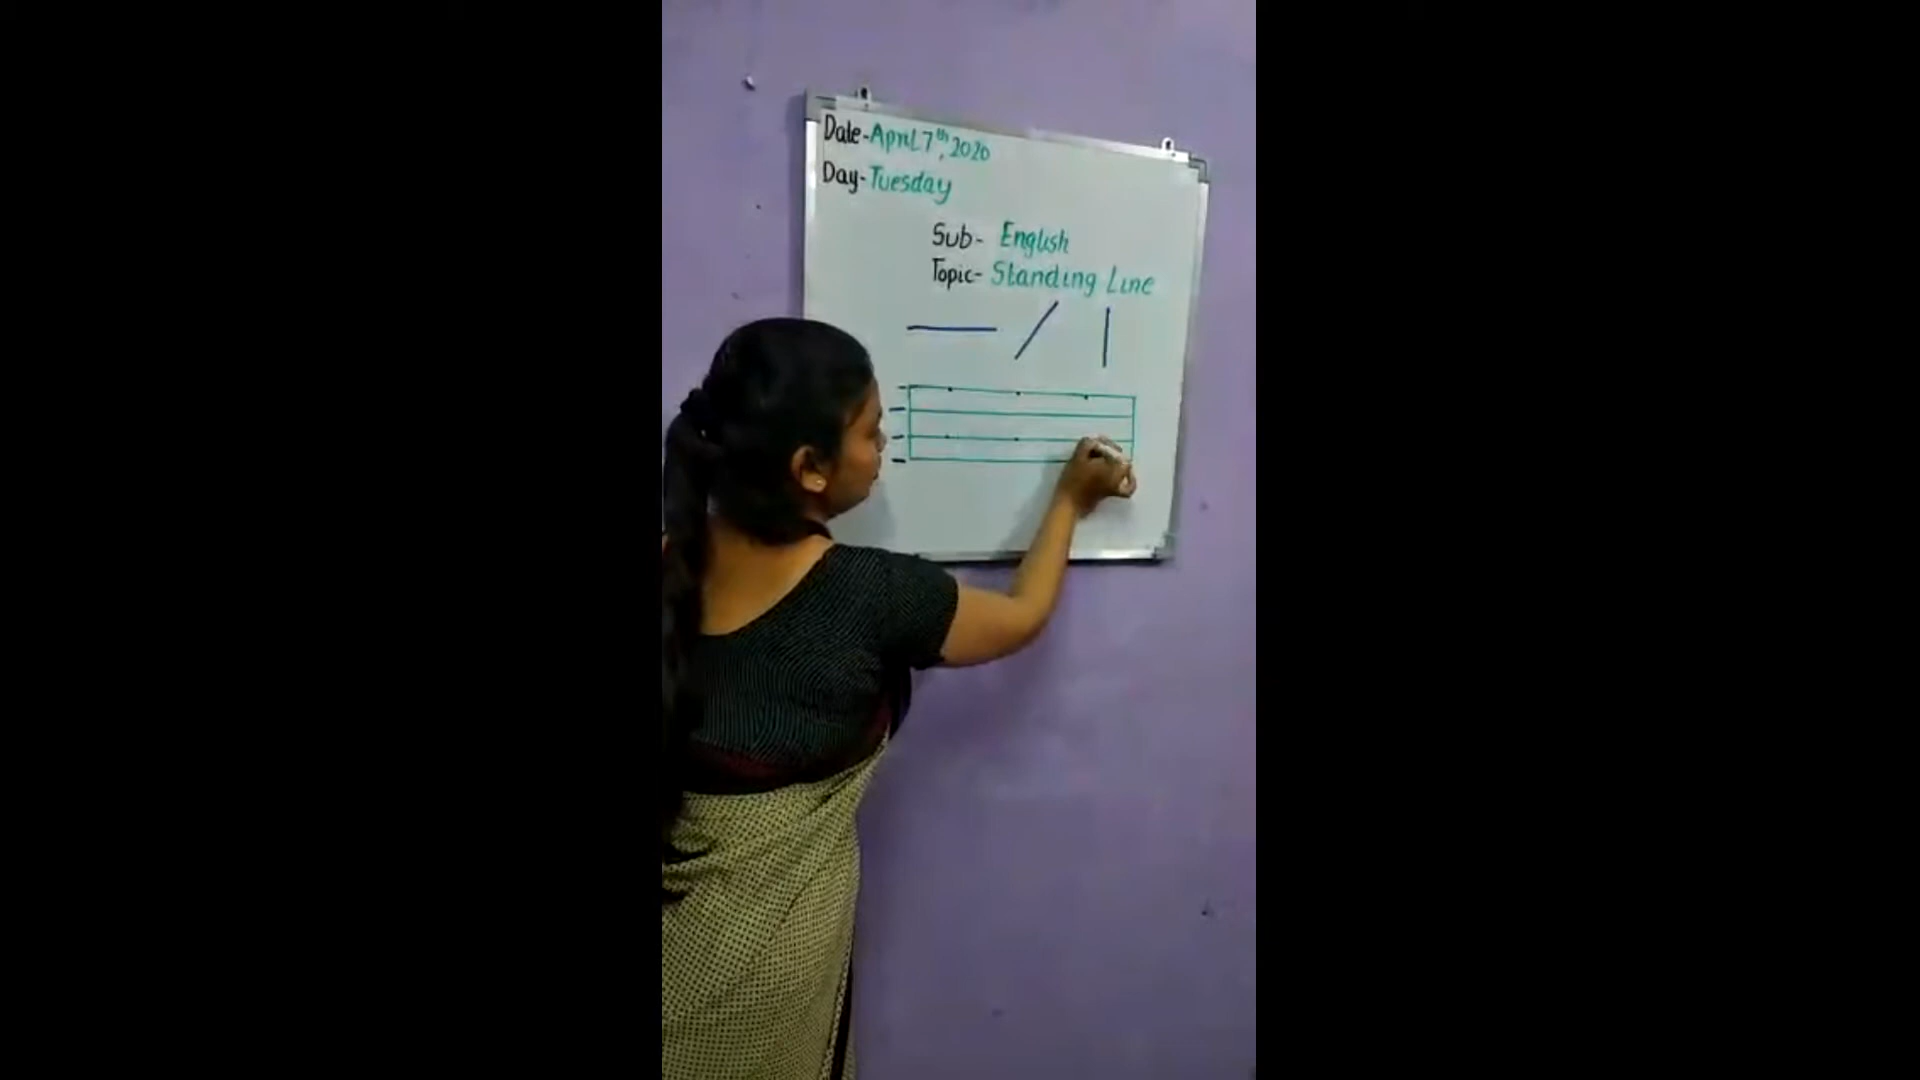 Date-April 7th, 2020
Day-Tuesday
Sub- English
Topic- Standing Line